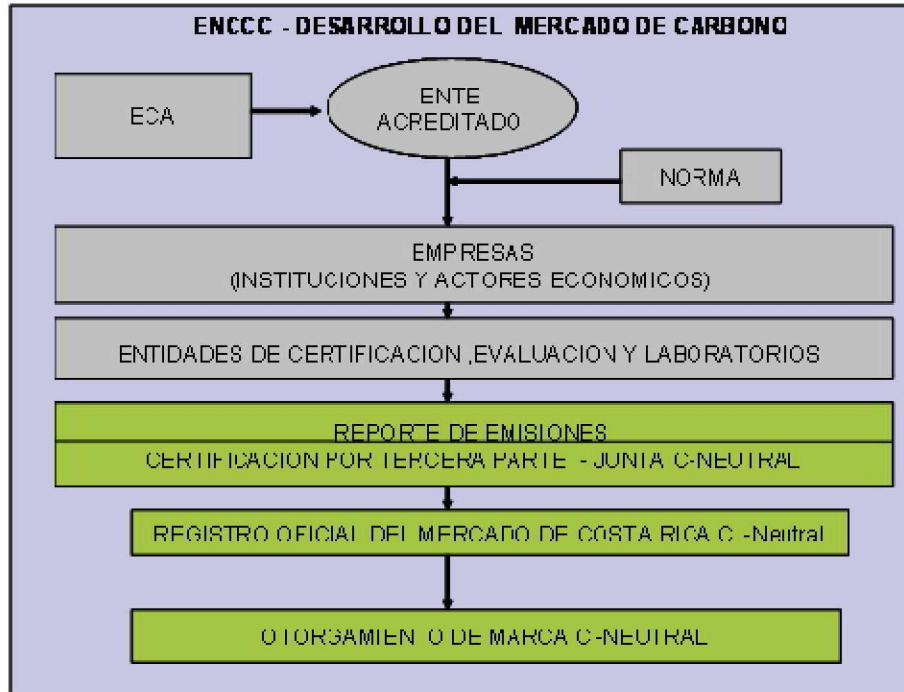 ENCCC - DESARROLLO DEL MERCADO DE CARBONO
ECA
ENTE
ACREDITADO
NORMA
EMPRESAS
(INSTITUCIONES Y ACTORES ECONOMICOS)
ENTIDADES DE CERTIFICACION ,EVALUACION Y LABORATORIOS
REPORTE DE EMISIONES
CERTIFICACION POR TERCERA PARTE - JUNTA C-NEUTRAL
REGISTRO OFICIAL DEL MERCADO DE COSTA RICA C -Neutral
OTORGAMIENTO DE MARCA C-NEUTRAL